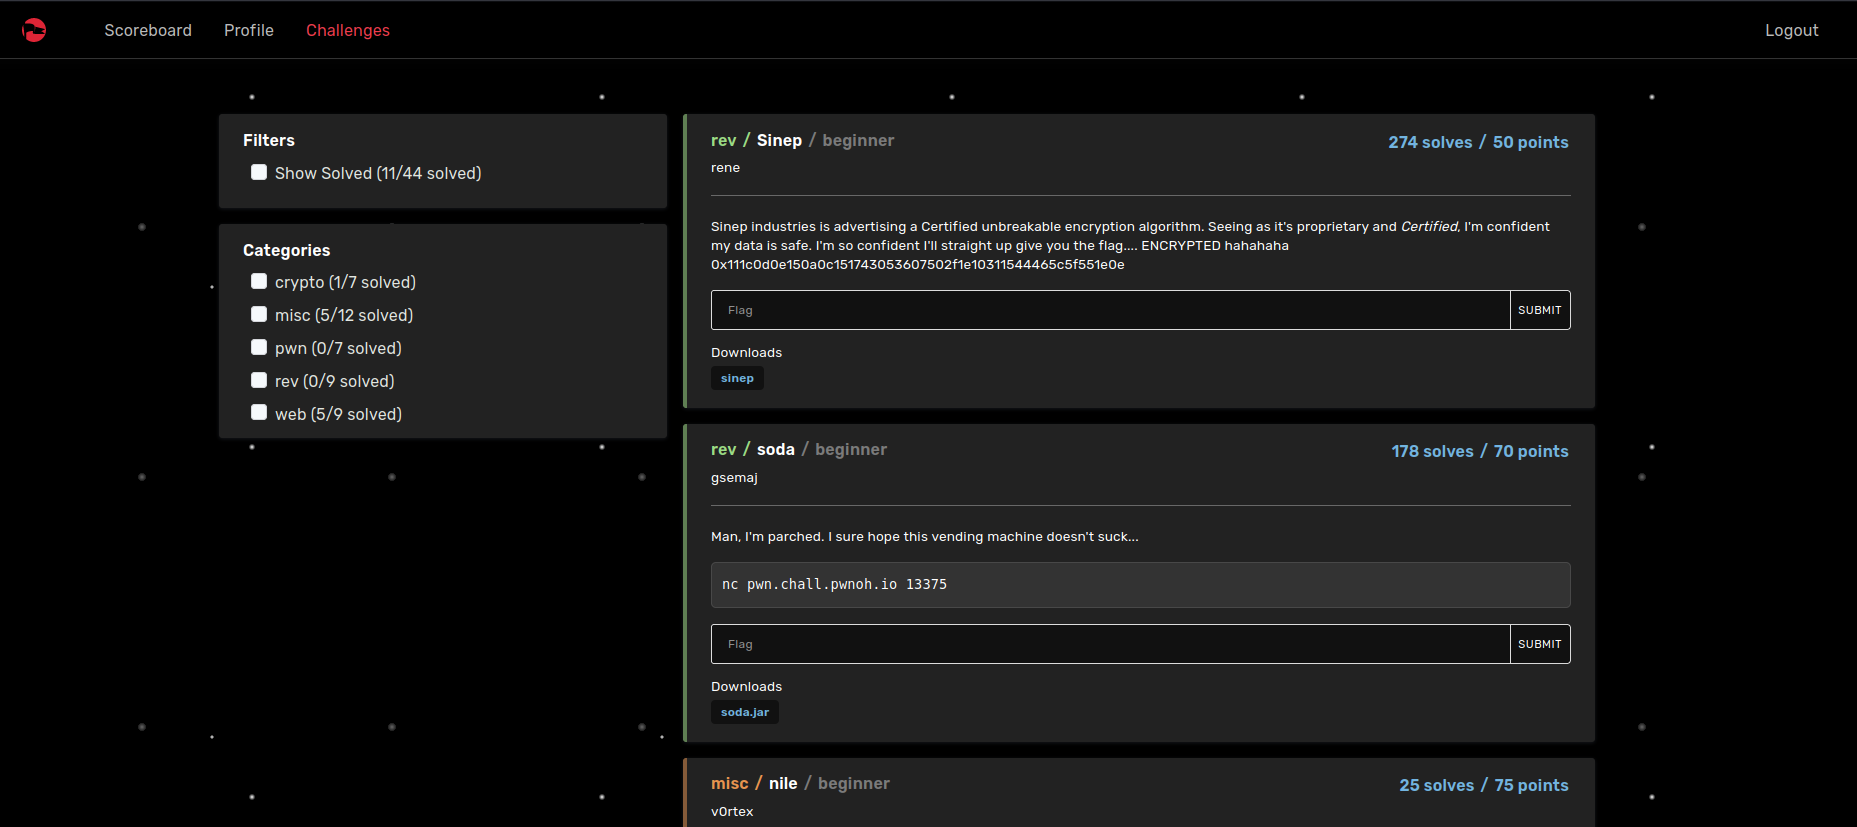 Scoreboard Profile Challenges Logout
Filters
Show Solved (11/44 solved)
Categories
crypto (1/7 solved)
misc (5/12 solved)
pwn (0/7 solved)
rev (0/9 solved)
web (5/9 solved)
rev / Sinep / beginner 274 solves / 50 points
rene
Sinep industries is advertising a Certified unbreakable encryption algorithm. Seeing as it's proprietary and Certified, I'm confident
my data is safe. I'm so confident I'll straight up give you the flag.... ENCRYPTED hahahaha
0x111c0d0e150a0c151743053607502f1e10311544465c5f551e0e
Flag SUBMIT
Downloads
sinep
rev / soda / beginner 178 solves / 70 points
gsemaj
Man, I'm parched. I sure hope this vending machine doesn't suck...
nc pwn.chall.pwnoh.io 13375
Flag SUBMIT
Downloads
soda.jar
misc / nile / beginner 25 solves / 75 points
v0rtex